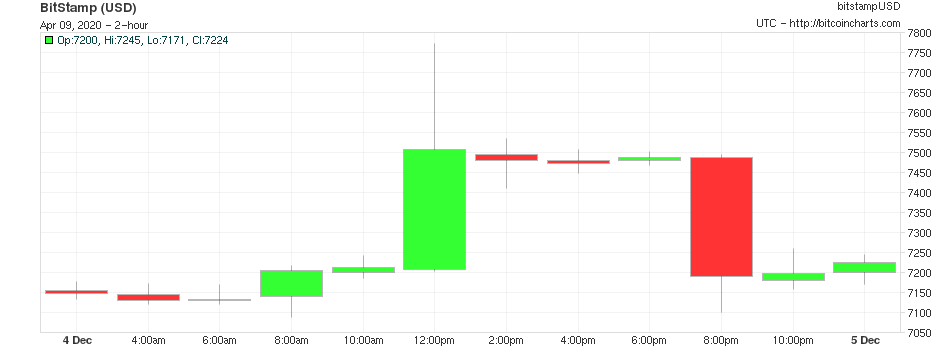 BitStamp (USD)
bitstampUSD
Apr 09, 2020 - 2-hour
UTC - http://bitcoincharts.com
Op:7200, Hi:7245, Lo:7171, Cl:7224
7800
7750
7700
7650
7600
7550
7500
7450
7400
7350
7300
7250
7200
7150
7100
7050
4 Dec 4:00am 6:00am 8:00am 10:00am 12:00pm 2:00pm 4:00pm 6:00pm 8:00pm 10:00pm 5 Dec